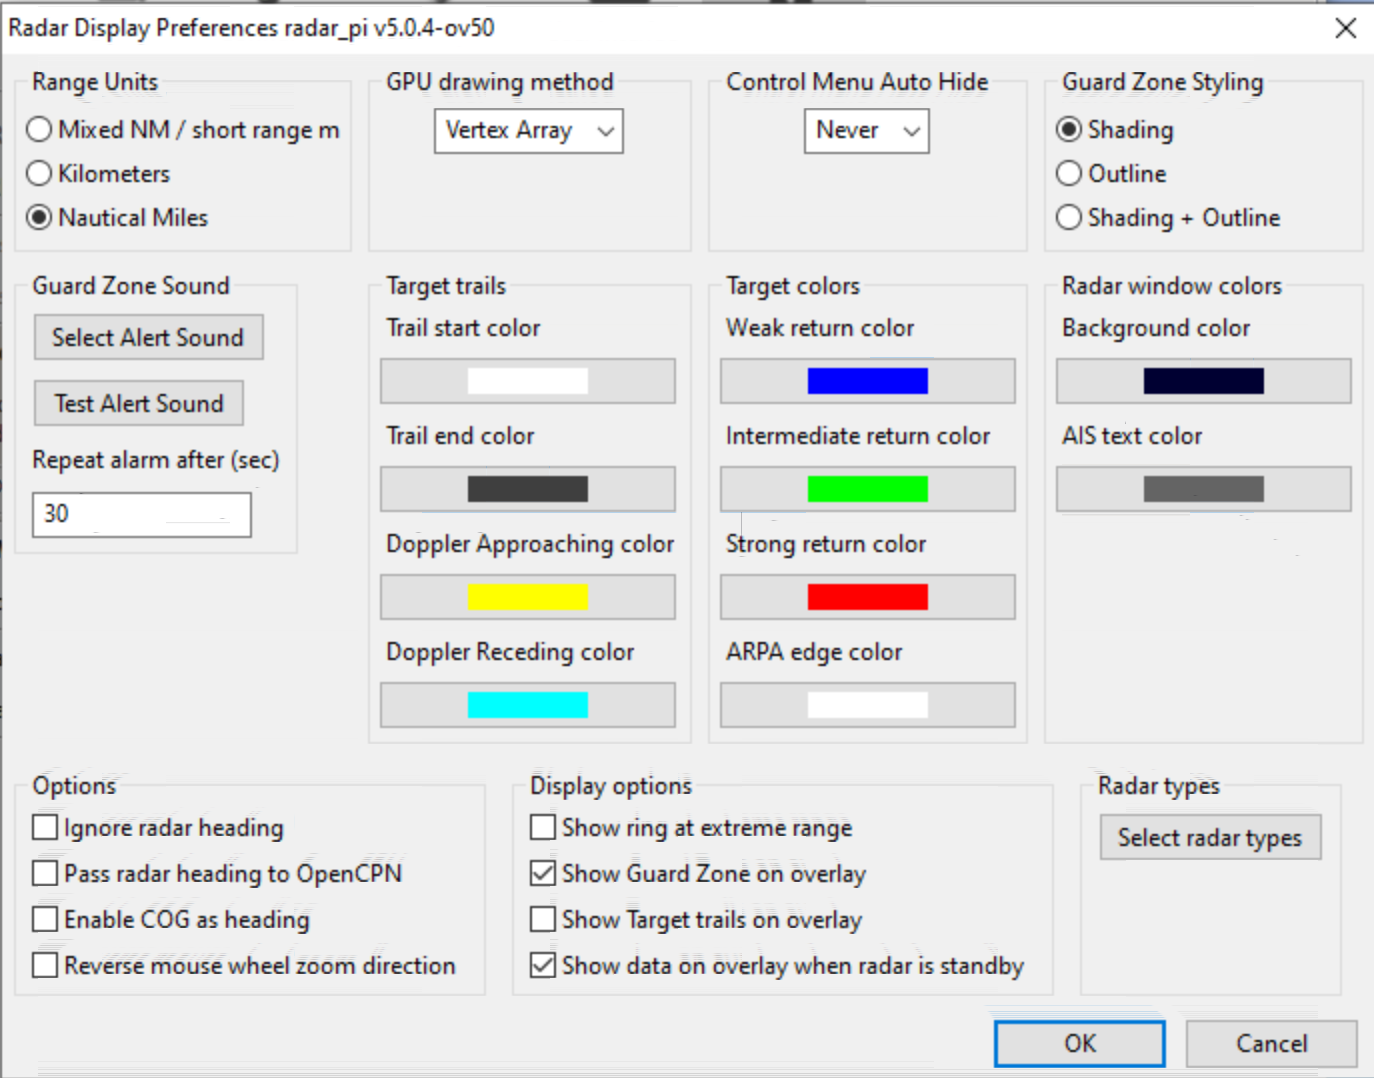 Radar Display Preferences radar_pi v5.0.4-ov50
Range Units
Mixed NM / short range m
Kilometers
Nautical Miles
GPU drawing method
Vertex Array
Control Menu Auto Hide
Never
Guard Zone Styling
Shading
Outline
Shading + Outline
Guard Zone Sound
Select Alert Sound
Test Alert Sound
Repeat alarm after (sec)
30
Target trails
Trail start color
Trail end color
Doppler Approaching color
Doppler Receding color
Target colors
Weak return color
Intermediate return color
Strong return color
ARPA edge color
Radar window colors
Background color
AIS text color
Options
Ignore radar heading
Pass radar heading to OpenCPN
Enable COG as heading
Reverse mouse wheel zoom direction
Display options
Show ring at extreme range
Show Guard Zone on overlay
Show Target trails on overlay
Show data on overlay when radar is standby
Radar types
Select radar types
OK
Cancel